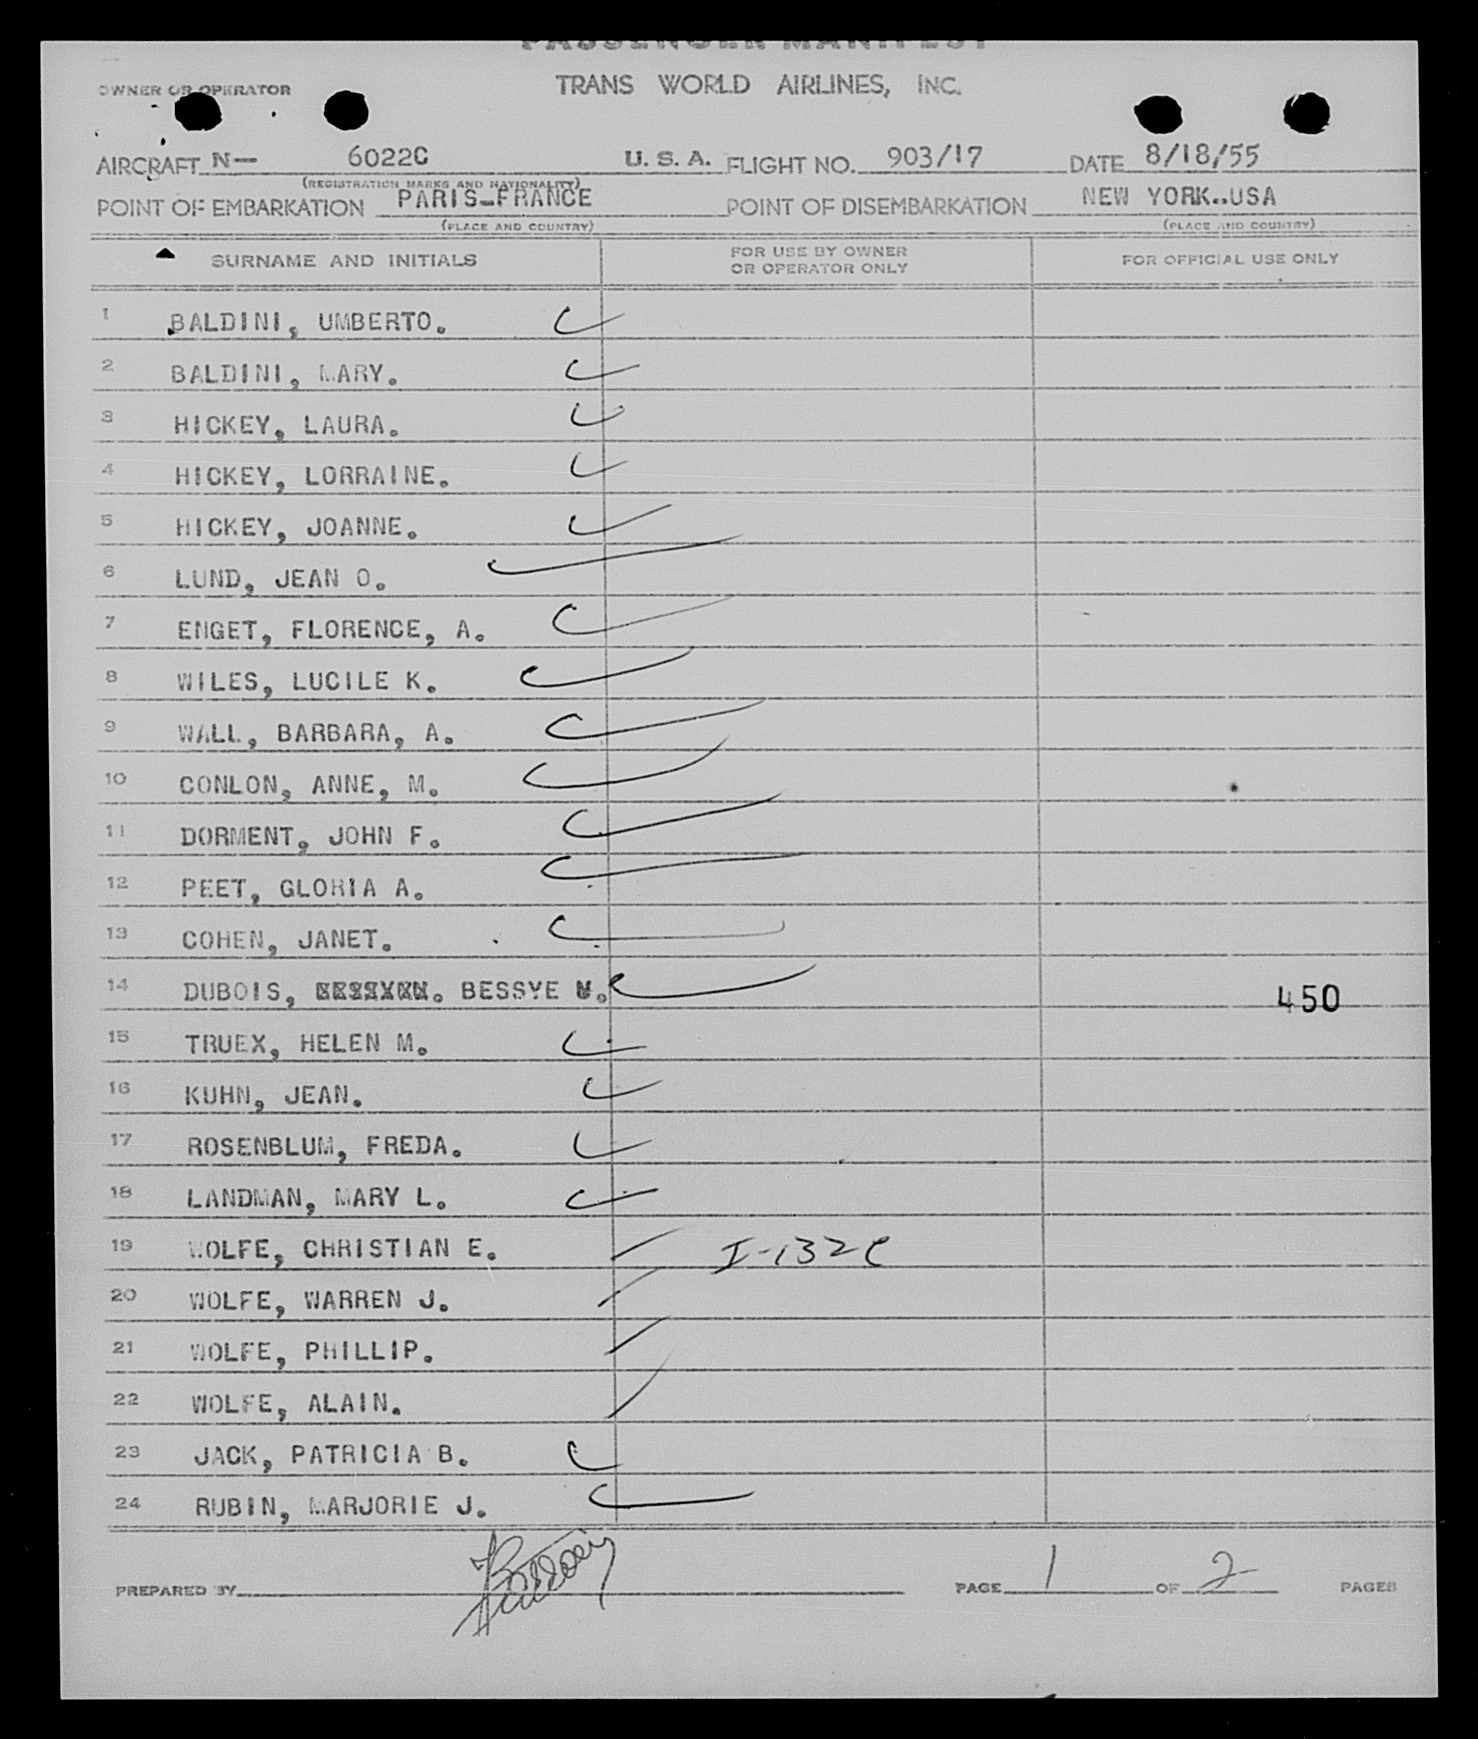 PASSENGER MANIFEST
OWNER OR OPERATOR TRANS WORLD AIRLINES, INC.
AIRCRAFT N— 6022C U. S. A. FLIGHT NO. 903/17 DATE 8/18/55
(REGISTRATION MARKS AND NATIONALITY)
POINT OF EMBARKATION PARIS-FRANCE POINT OF DISEMBARKATION NEW YORK-USA
(PLACE AND COUNTRY) (PLACE AND COUNTRY)
SURNAME AND INITIALS FOR USE BY OWNER OR OPERATOR ONLY FOR OFFICIAL USE ONLY
1 BALDINI, UMBERTO.
2 BALDINI, MARY.
3 HICKEY, LAURA.
4 HICKEY, LORRAINE.
5 HICKEY, JOANNE.
6 LUND, JEAN O.
7 ENGET, FLORENCE, A.
8 WILES, LUCILE K.
9 WALL, BARBARA, A.
10 CONLON, ANNE, M.
11 DORMENT, JOHN F.
12 PEET, GLORIA A.
13 COHEN, JANET.
14 DUBOIS, BESSYE 450
15 TRUEX, HELEN M.
16 KUHN, JEAN.
17 ROSENBLUM, FREDA.
18 LANDMAN, MARY L.
19 WOLFE, CHRISTIAN E. I-132C
20 WOLFE, WARREN J.
21 WOLFE, PHILLIP.
22 WOLFE, ALAIN.
23 JACK, PATRICIA B.
24 RUBIN, MARJORIE J.
PREPARED BY PAGE 1 OF 2 PAGES